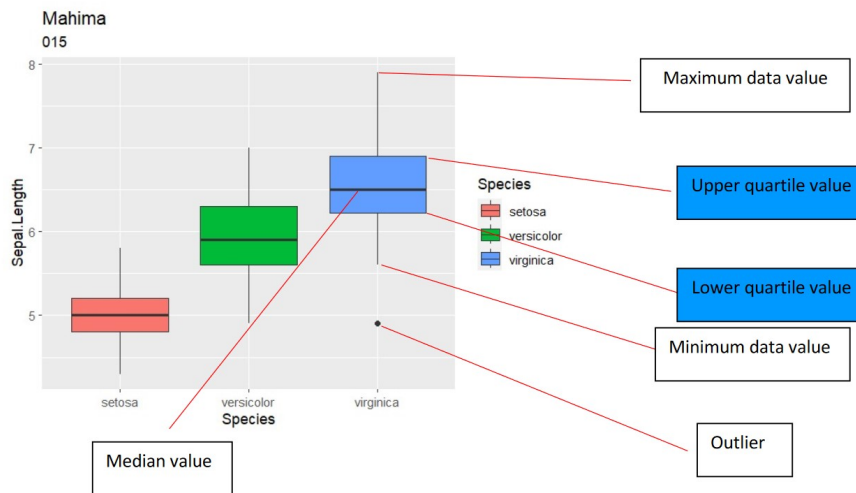 Mahima
015
8
7
6
5
Sepal.Length
setosa
versicolor
virginica
Species
Species
setosa
versicolor
virginica
Maximum data value
Upper quartile value
Lower quartile value
Minimum data value
Outlier
Median value